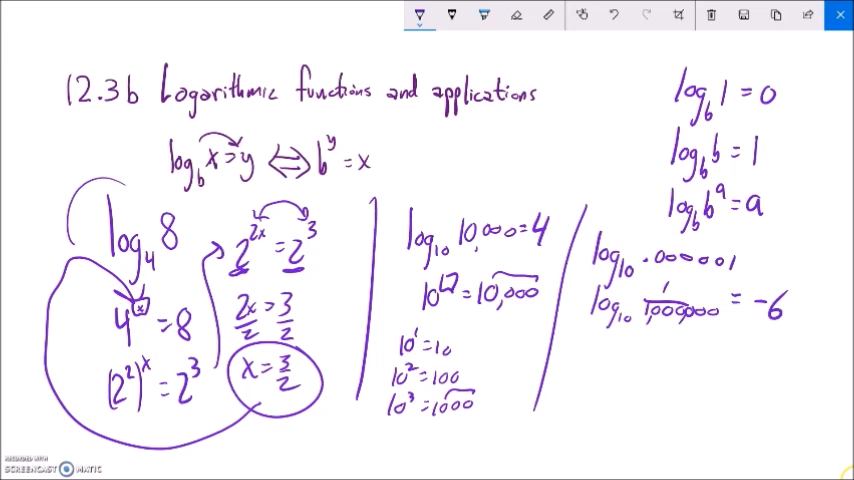 12.3b Logarithmic functions and applications
log_b x = y ⟺ b^y = x
log_b 1 = 0
log_b b = 1
log_b b^a = a
log_4 8
4^x = 8
(2^2)^x = 2^3
2^2x = 2^3
2x/2 = 3/2
x = 3/2
log_10 10,000 = 4
10^□ = 10,000
10^1 = 10
10^2 = 100
10^3 = 1000
log_10 .000001
log_10 1/1,000,000 = -6
RECORDED WITH
SCREENCAST MATIC